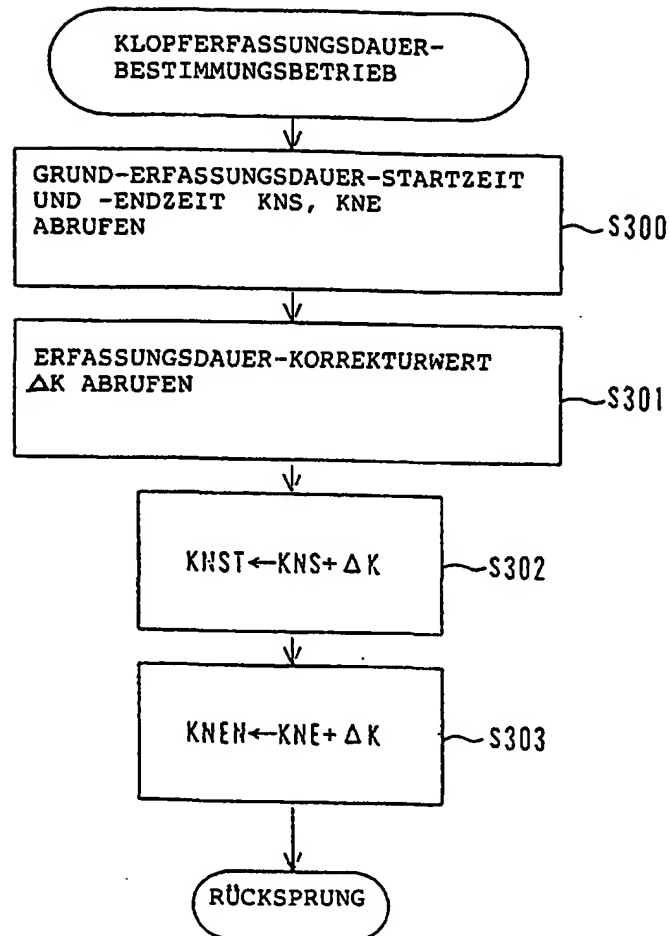 KLOPFERFASSUNGSDAUER-
BESTIMMUNGSBETRIEB
GRUND-ERFASSUNGSDAUER-STARTZEIT
UND -ENDZEIT KNS, KNE
ABRUFEN
S300
ERFASSUNGSDAUER-KORREKTURWERT
ΔK ABRUFEN
S301
KNST←KNS+ΔK
S302
KNEN←KNE+ΔK
S303
RÜCKSPRUNG